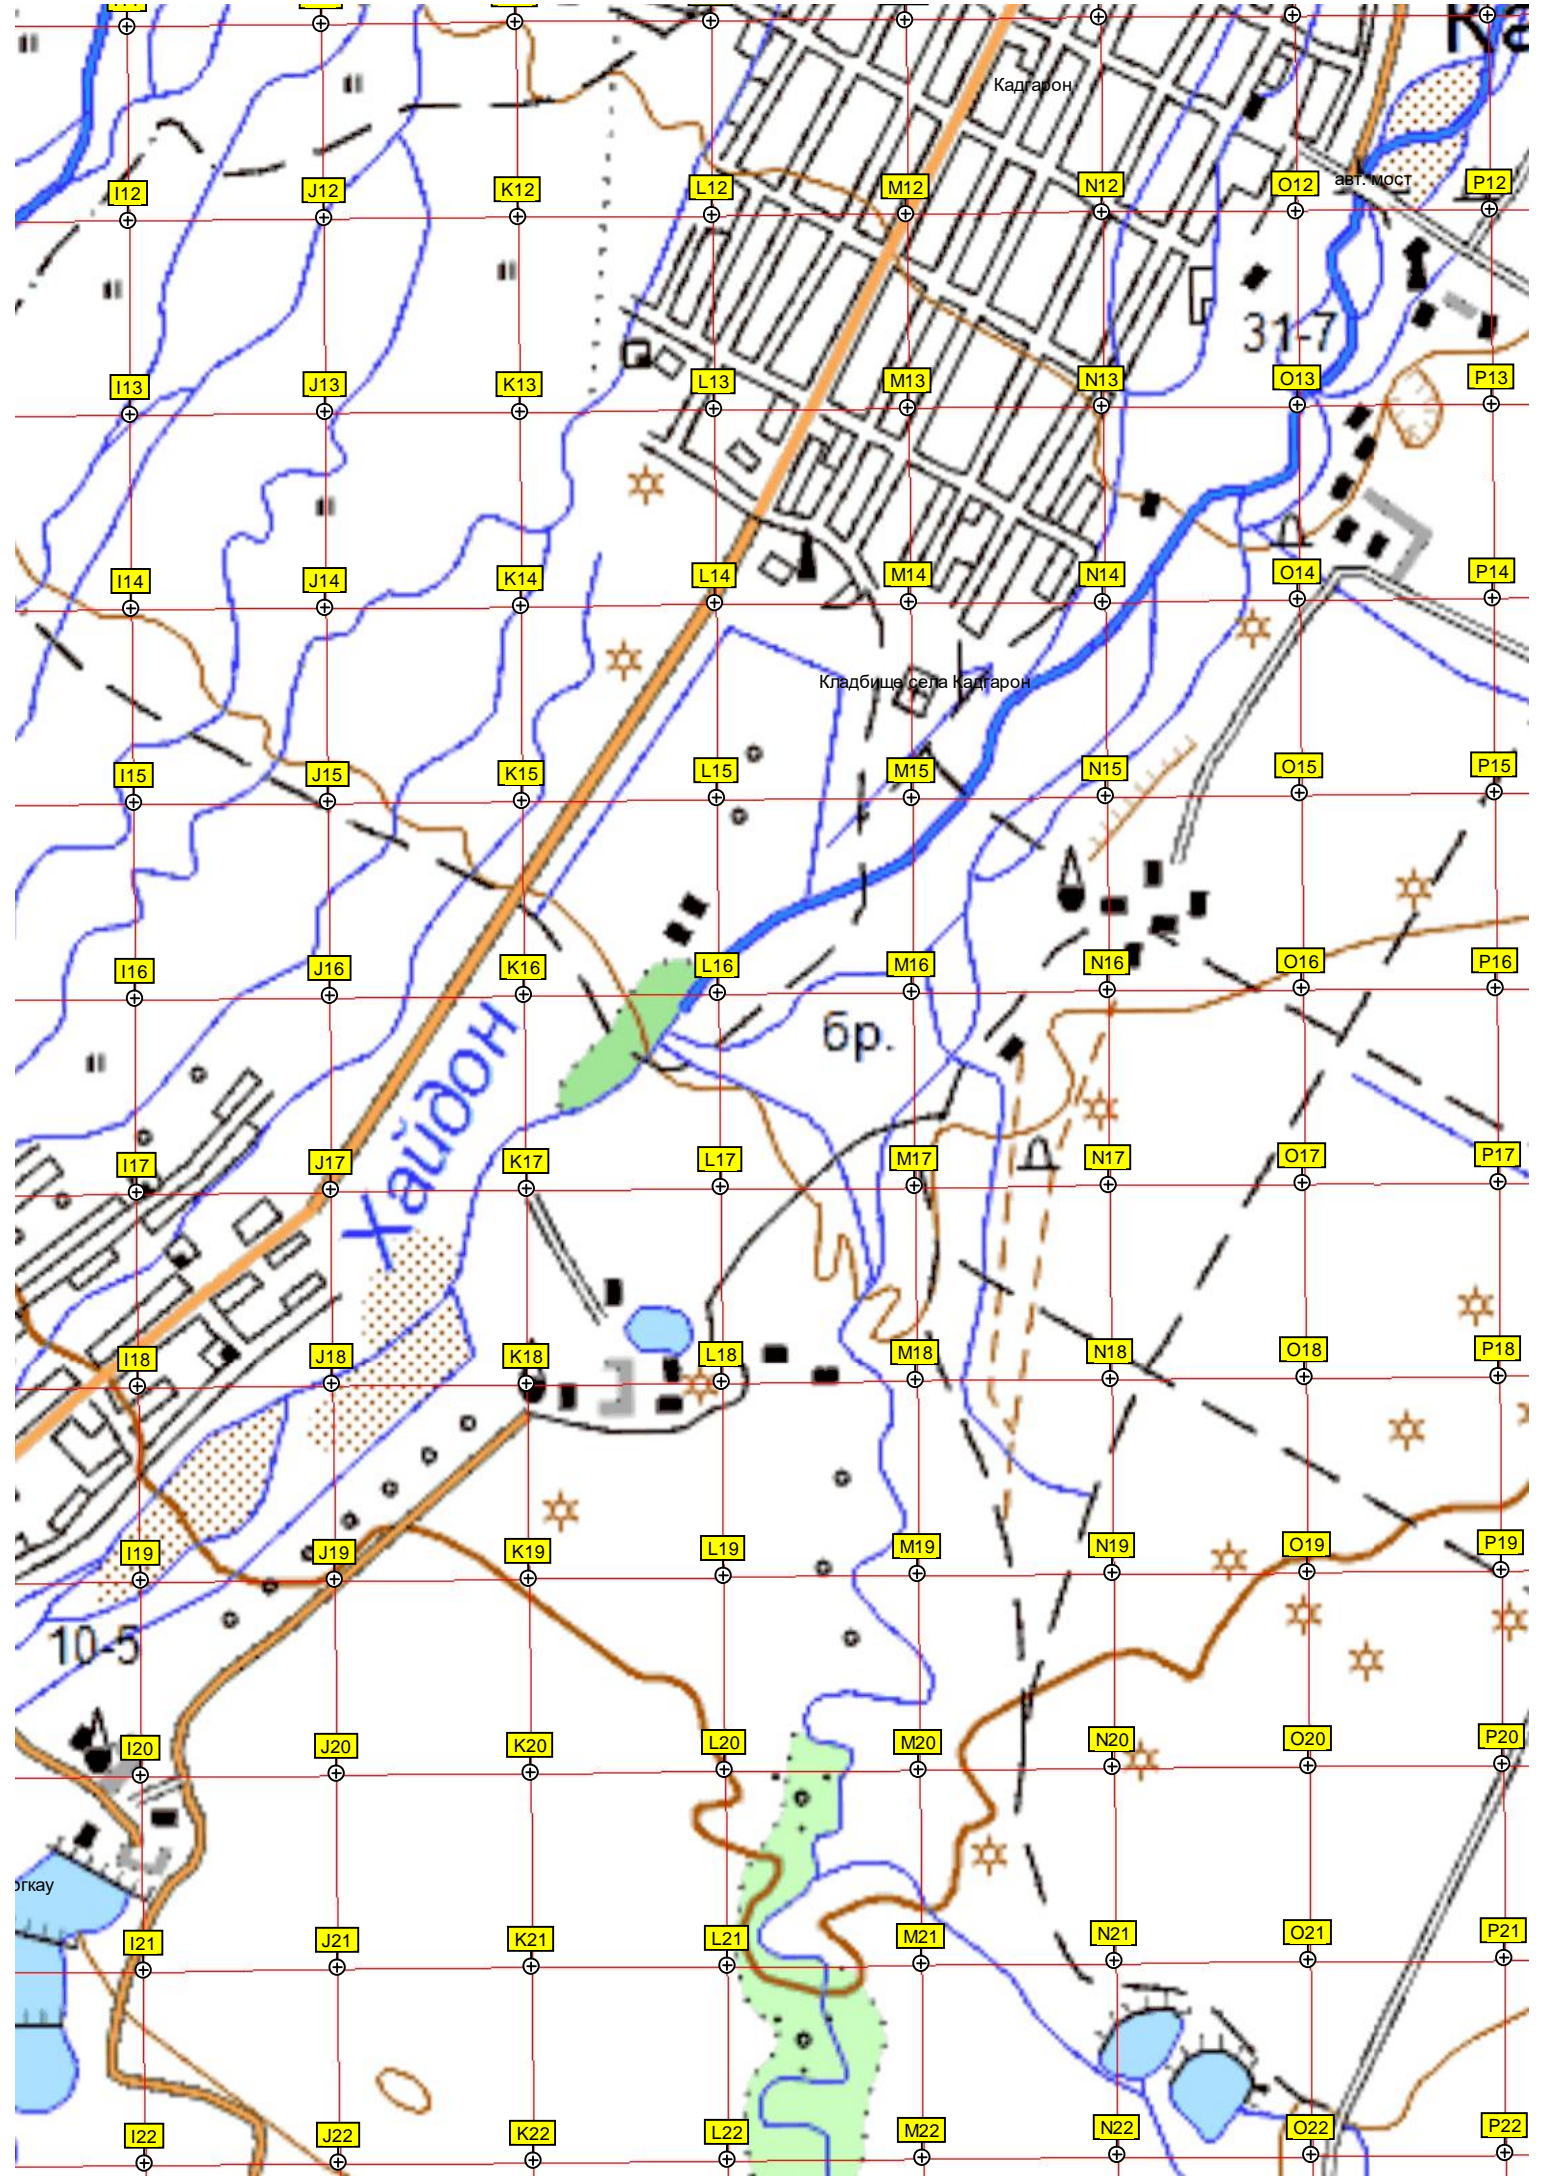 Ка
Кадгарон
авт. мост
I12 J12 K12 L12 M12 N12 O12 P12
31-7
I13 J13 K13 L13 M13 N13 O13 P13
I14 J14 K14 L14 M14 N14 O14 P14
Кладбище села Кадгарон
I15 J15 K15 L15 M15 N15 O15 P15
I16 J16 K16 L16 M16 N16 O16 P16
бр.
Хайдон
I17 J17 K17 L17 M17 N17 O17 P17
I18 J18 K18 L18 M18 N18 O18 P18
I19 J19 K19 L19 M19 N19 O19 P19
10-5
I20 J20 K20 L20 M20 N20 O20 P20
огкау
I21 J21 K21 L21 M21 N21 O21 P21
I22 J22 K22 L22 M22 N22 O22 P22